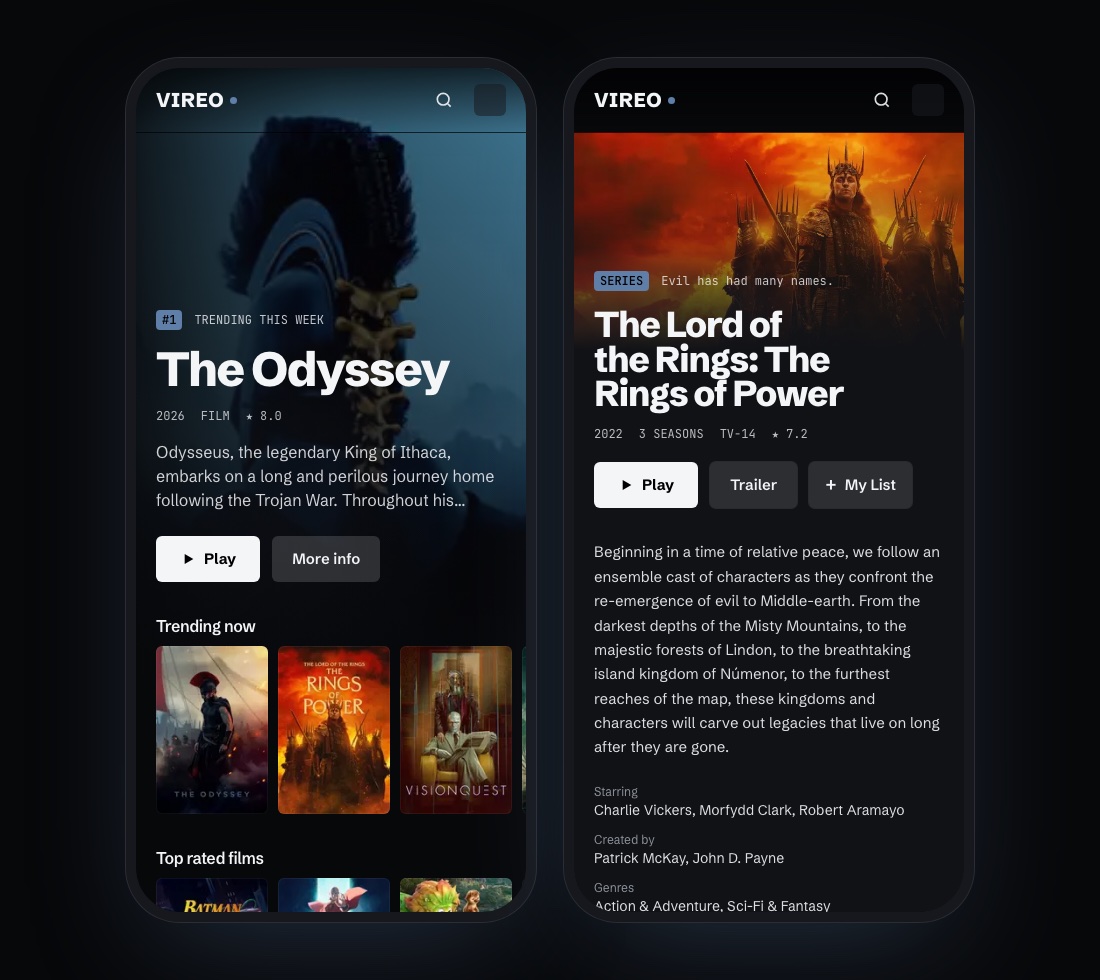 VIREO
#1 TRENDING THIS WEEK
The Odyssey
2026 FILM ★ 8.0
Odysseus, the legendary King of Ithaca,
embarks on a long and perilous journey home
following the Trojan War. Throughout his...
Play More info
Trending now
THE ODYSSEY
THE LORD OF THE RINGS
THE
RINGS
OF
POWER
VISIONQUEST
Top rated films
BATMAN
VIREO
SERIES Evil has had many names.
The Lord of
the Rings: The
Rings of Power
2022 3 SEASONS TV-14 ★ 7.2
Play Trailer + My List
Beginning in a time of relative peace, we follow an
ensemble cast of characters as they confront the
re-emergence of evil to Middle-earth. From the
darkest depths of the Misty Mountains, to the
majestic forests of Lindon, to the breathtaking
island kingdom of Númenor, to the furthest
reaches of the map, these kingdoms and
characters will carve out legacies that live on long
after they are gone.
Starring
Charlie Vickers, Morfydd Clark, Robert Aramayo
Created by
Patrick McKay, John D. Payne
Genres
Action & Adventure, Sci-Fi & Fantasy